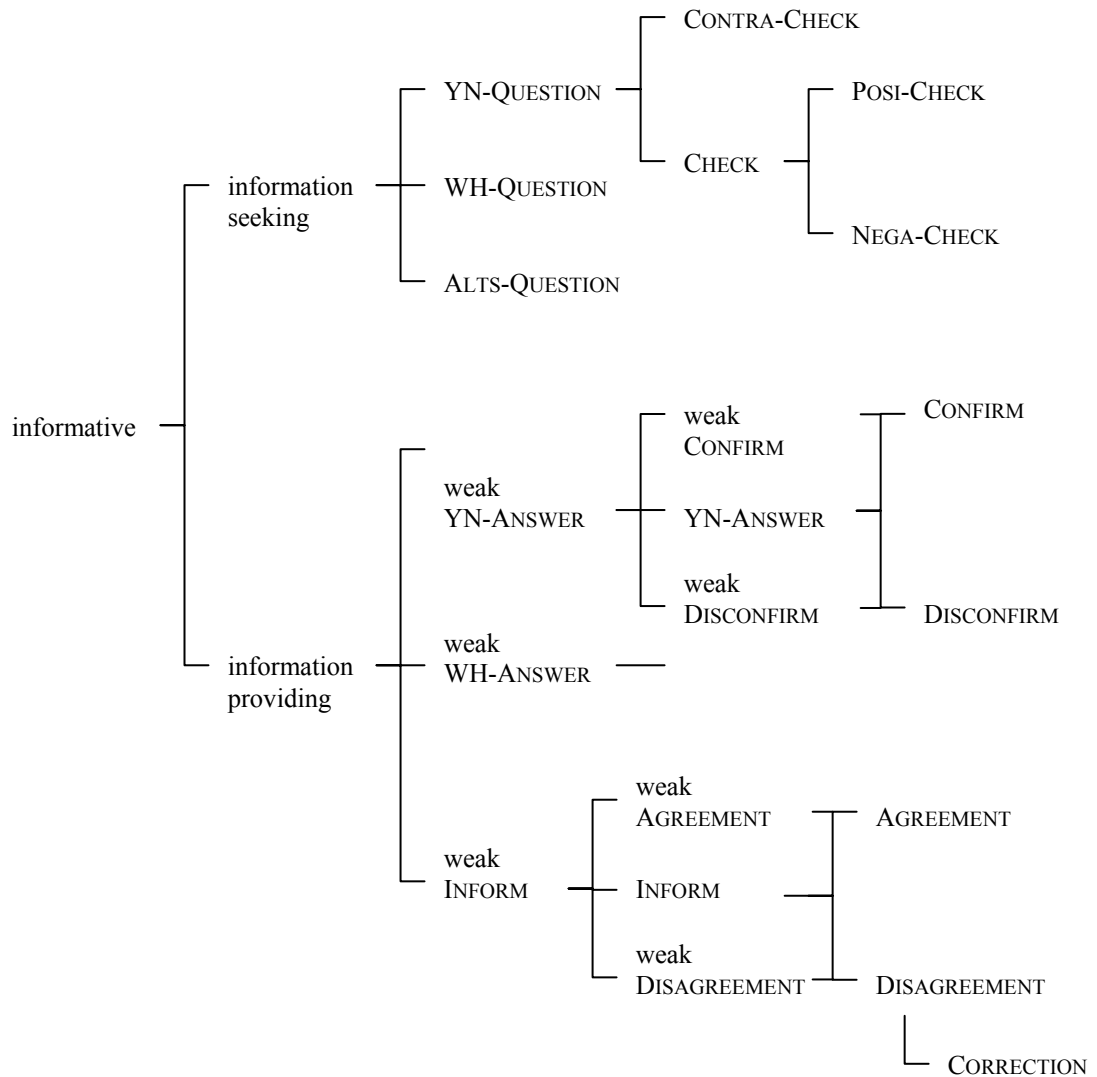 CONTRA-CHECK
YN-QUESTION
POSI-CHECK
CHECK
information
seeking
WH-QUESTION
NEGA-CHECK
ALTS-QUESTION
informative
weak
CONFIRM
CONFIRM
weak
YN-ANSWER
YN-ANSWER
weak
DISCONFIRM
DISCONFIRM
information
providing
weak
WH-ANSWER
weak
AGREEMENT
AGREEMENT
weak
INFORM
INFORM
weak
DISAGREEMENT
DISAGREEMENT
CORRECTION